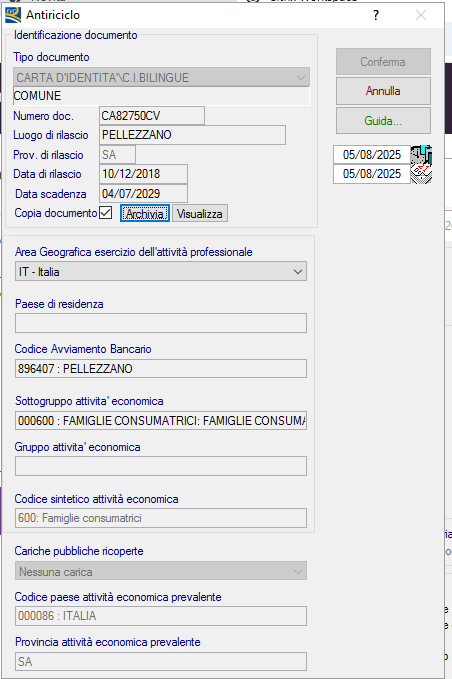 Antiriciclo
?
Identificazione documento
Tipo documento
CARTA D'IDENTITA'\C.I.BILINGUE
COMUNE
Conferma
Annulla
Guida...
Numero doc. CA82750CV
Luogo di rilascio PELLEZZANO
Prov. di rilascio SA
05/08/2025
Data di rilascio 10/12/2018
05/08/2025
Data scadenza 04/07/2029
Copia documento Archivia Visualizza
Area Geografica esercizio dell'attività professionale
IT - Italia
Paese di residenza
Codice Avviamento Bancario
896407 : PELLEZZANO
Sottogruppo attivita' economica
000600 : FAMIGLIE CONSUMATRICI: FAMIGLIE CONSUMA
Gruppo attivita' economica
Codice sintetico attività economica
600: Famiglie consumatrici
Cariche pubbliche ricoperte
Nessuna carica
Codice paese attività economica prevalente
000086 : ITALIA
Provincia attività economica prevalente
SA